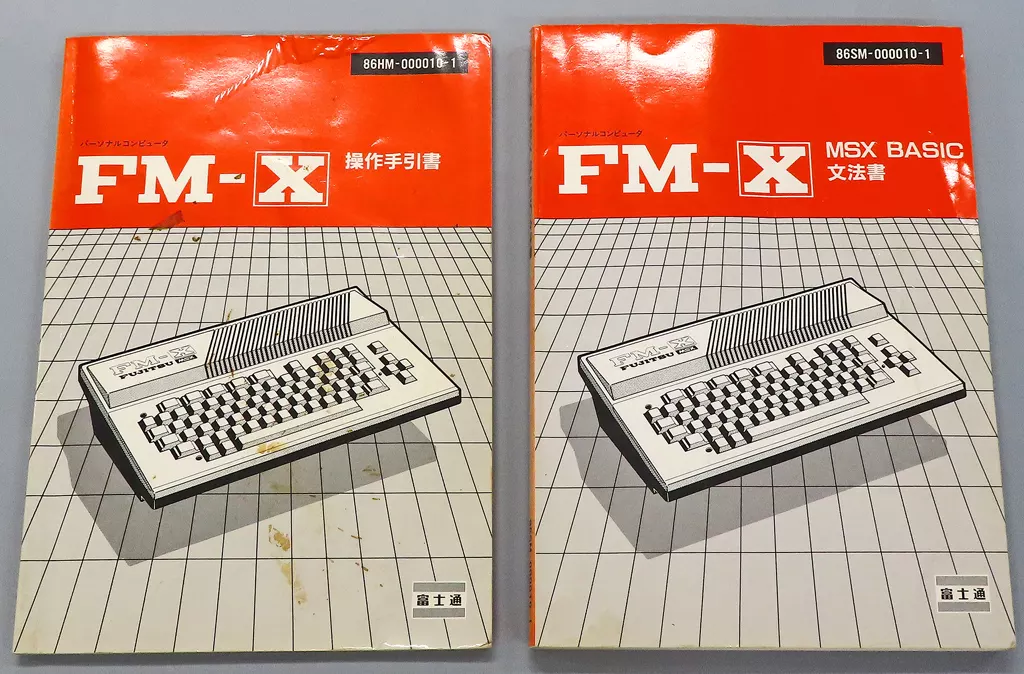 86HM-000010-1
パーソナルコンピュータ
FM-X
操作手引書
FM-X
FUJITSU MSX
富士通
86SM-000010-1
パーソナルコンピュータ
FM-X
MSX BASIC
文法書
FM-X
FUJITSU MSX
富士通